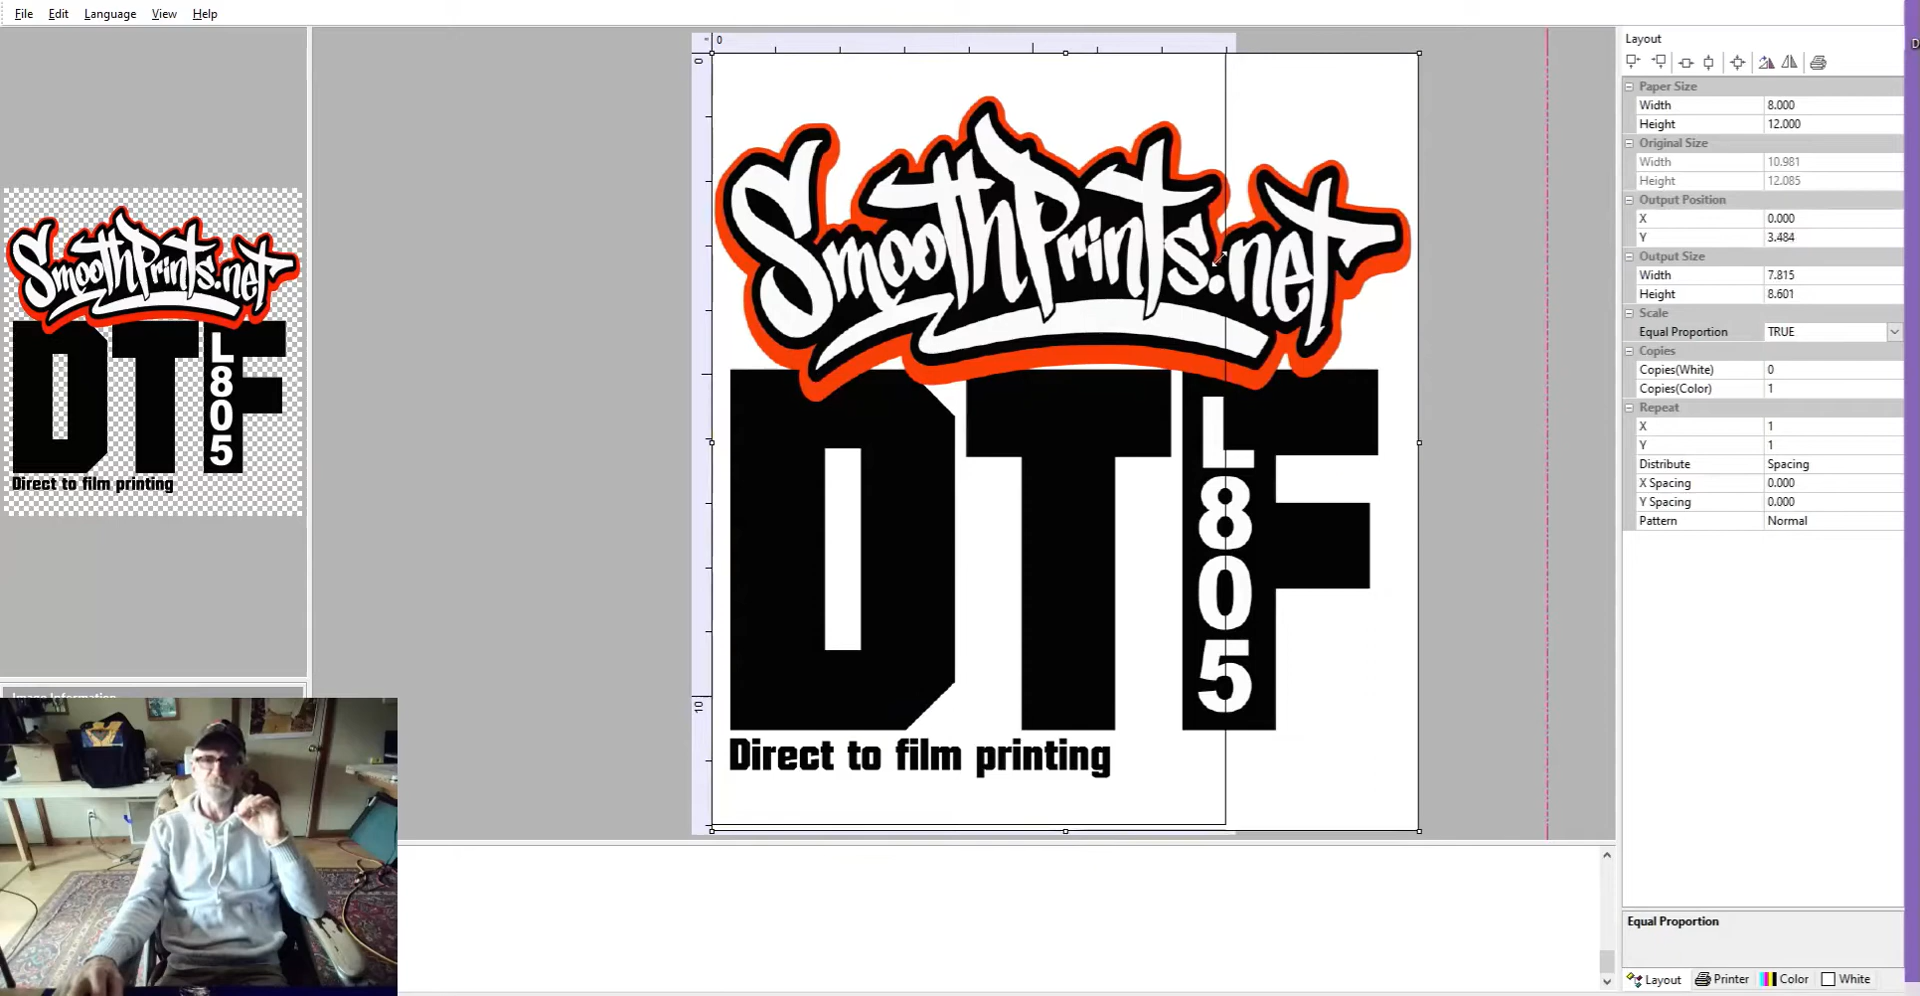 File Edit Language View Help
0
0
10
SmoothPrints.net
DTF
L805
Direct to film printing
SmoothPrints.net
DTF
L805
Direct to film printing
Image Information
Layout
Paper Size
Width 8.000
Height 12.000
Original Size
Width 10.981
Height 12.085
Output Position
X 0.000
Y 3.484
Output Size
Width 7.815
Height 8.601
Scale
Equal Proportion TRUE
Copies
Copies(White) 0
Copies(Color) 1
Repeat
X 1
Y 1
Distribute Spacing
X Spacing 0.000
Y Spacing 0.000
Pattern Normal
Equal Proportion
Layout Printer Color White